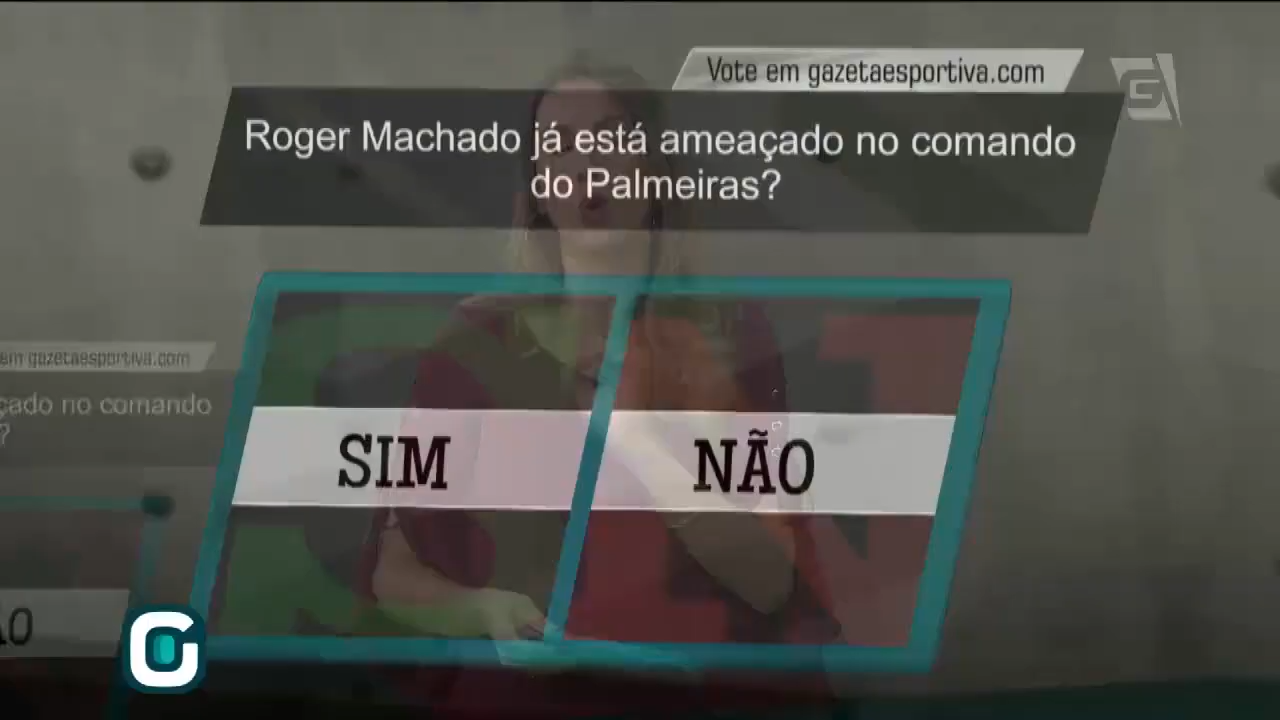 Vote em gazetaesportiva.com
Roger Machado já está ameaçado no comando
do Palmeiras?
em gazetaesportiva.com
çado no comando
?
SIM
NÃO
ÃO
G